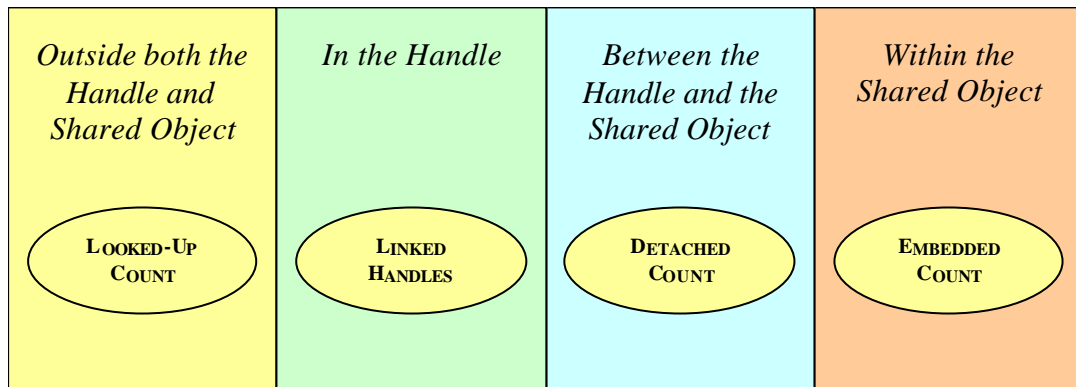 Outside both the
Handle and
Shared Object
In the Handle
Between the
Handle and the
Shared Object
Within the
Shared Object
LOOKED-UP
COUNT
LINKED
HANDLES
DETACHED
COUNT
EMBEDDED
COUNT